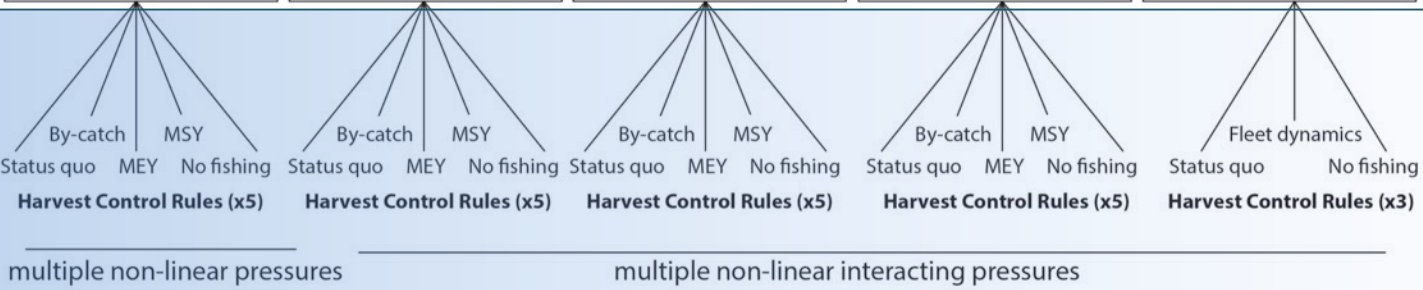 By-catch MSY By-catch MSY By-catch MSY By-catch MSY Fleet dynamics
Status quo MEY No fishing Status quo MEY No fishing Status quo MEY No fishing Status quo MEY No fishing Status quo No fishing
Harvest Control Rules (x5) Harvest Control Rules (x5) Harvest Control Rules (x5) Harvest Control Rules (x5) Harvest Control Rules (x3)
multiple non-linear pressures multiple non-linear interacting pressures